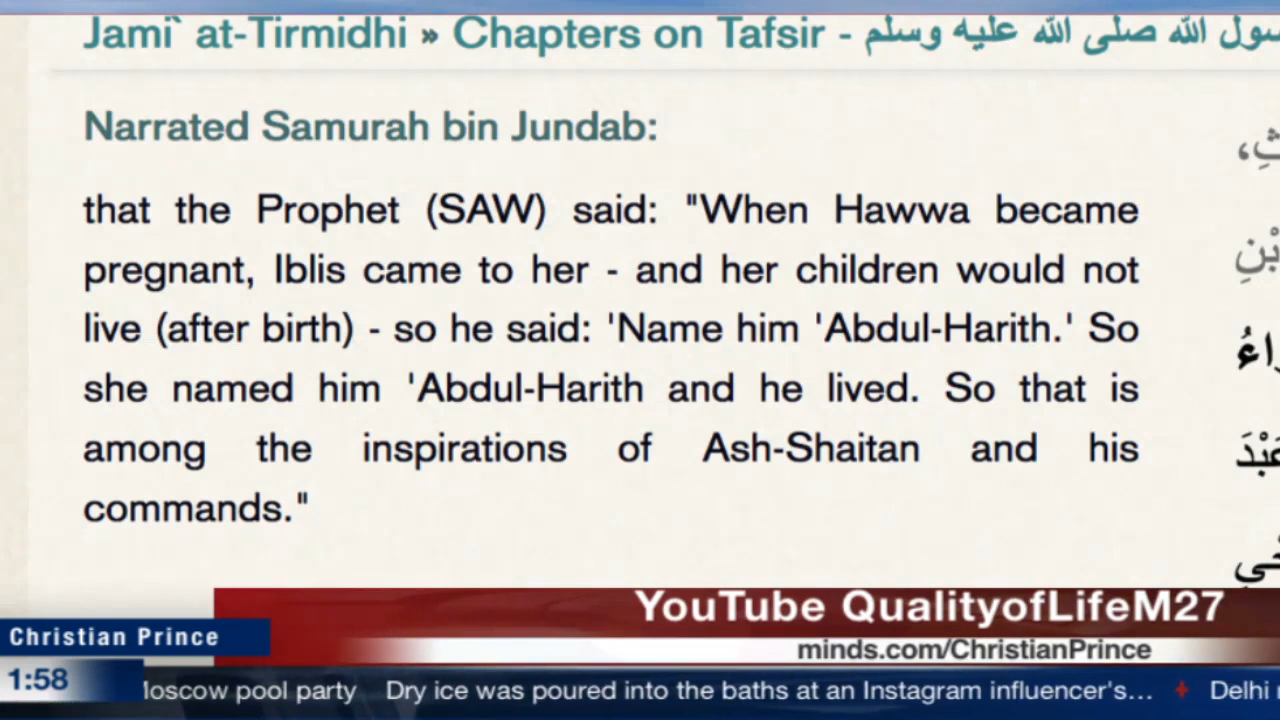 Jami` at-Tirmidhi » Chapters on Tafsir - سول الله صلى الله عليه وسلم
Narrated Samurah bin Jundab:
that the Prophet (SAW) said: "When Hawwa became
pregnant, Iblis came to her - and her children would not
live (after birth) - so he said: 'Name him 'Abdul-Harith.' So
she named him 'Abdul-Harith and he lived. So that is
among the inspirations of Ash-Shaitan and his
commands."
YouTube QualityofLifeM27
Christian Prince
minds.com/ChristianPrince
1:58
Moscow pool party Dry ice was poured into the baths at an Instagram influencer's... Delhi